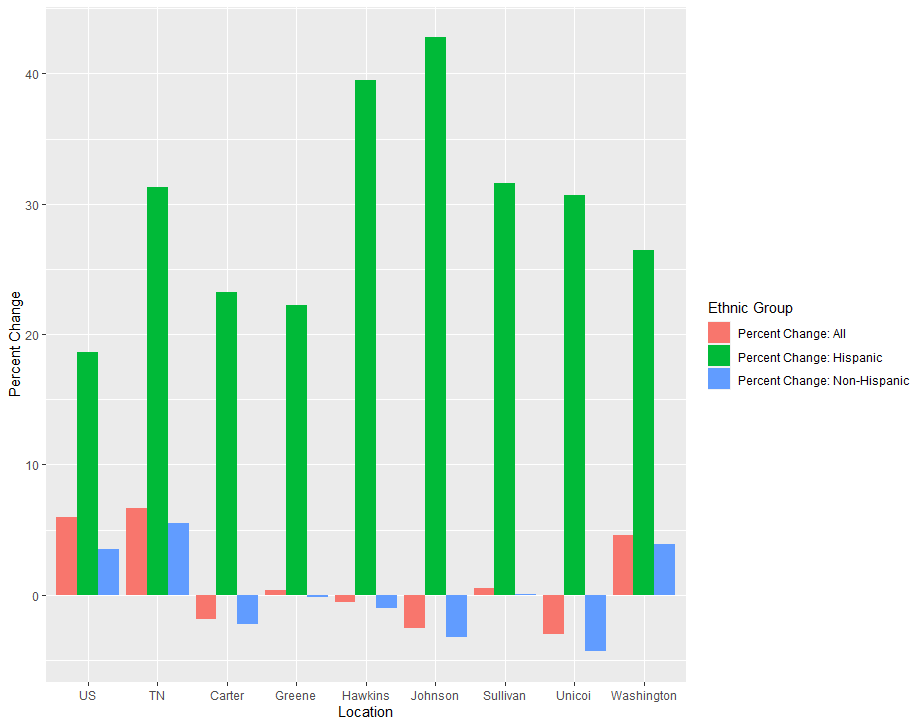 40
30
20
10
0
Percent Change
US TN Carter Greene Hawkins Johnson Sullivan Unicoi Washington
Location
Ethnic Group
Percent Change: All
Percent Change: Hispanic
Percent Change: Non-Hispanic